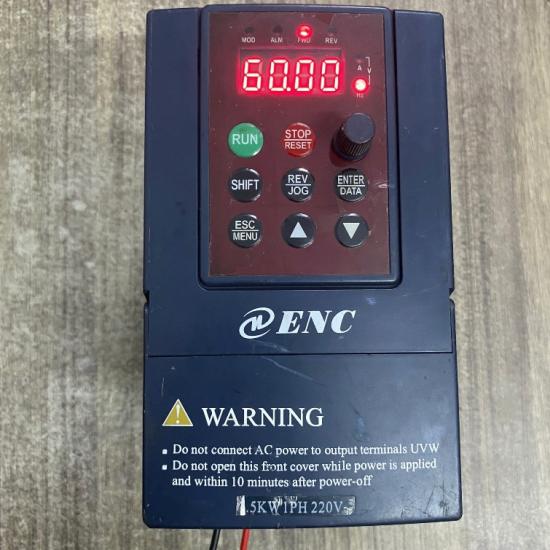 MOD ALM FWD REV
60.00
A
V
Hz
RUN STOP RESET
SHIFT REV JOG ENTER DATA
ESC MENU
ENC
WARNING
Do not connect AC power to output terminals UVW
Do not open this front cover while power is applied
and within 10 minutes after power-off
.5KW 1PH 220V